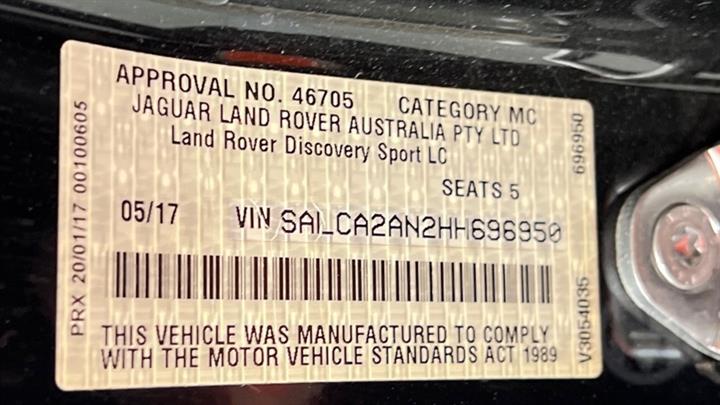 APPROVAL NO. 46705 CATEGORY MC
JAGUAR LAND ROVER AUSTRALIA PTY LTD
Land Rover Discovery Sport LC
SEATS 5
05/17 VIN SALCA2AN2HH696950
THIS VEHICLE WAS MANUFACTURED TO COMPLY
WITH THE MOTOR VEHICLE STANDARDS ACT 1989
PRX 20/01/17 00100605
696950
V3054035